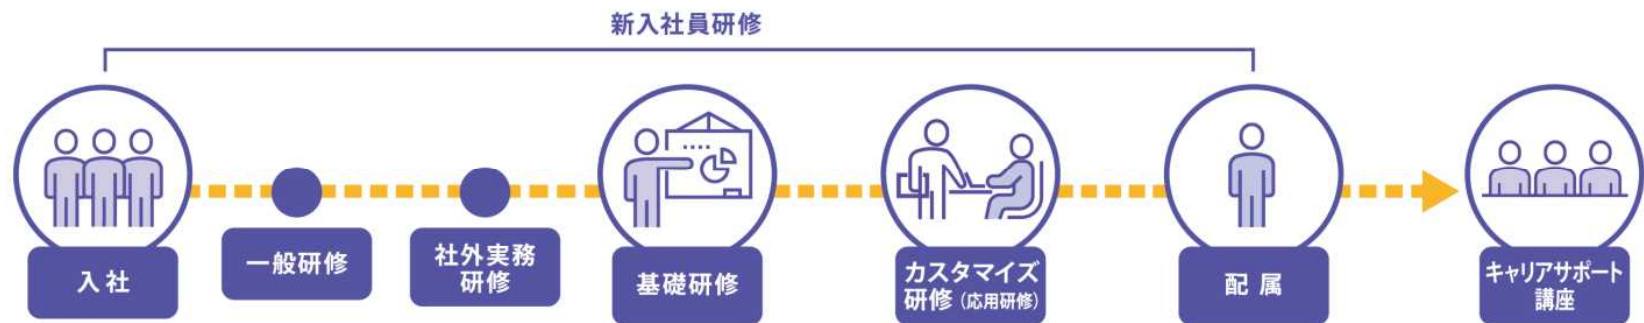 新入社員研修
入社
一般研修
社外実務
研修
基礎研修
カスタマイズ
研修(応用研修)
配属
キャリアサポート
講座